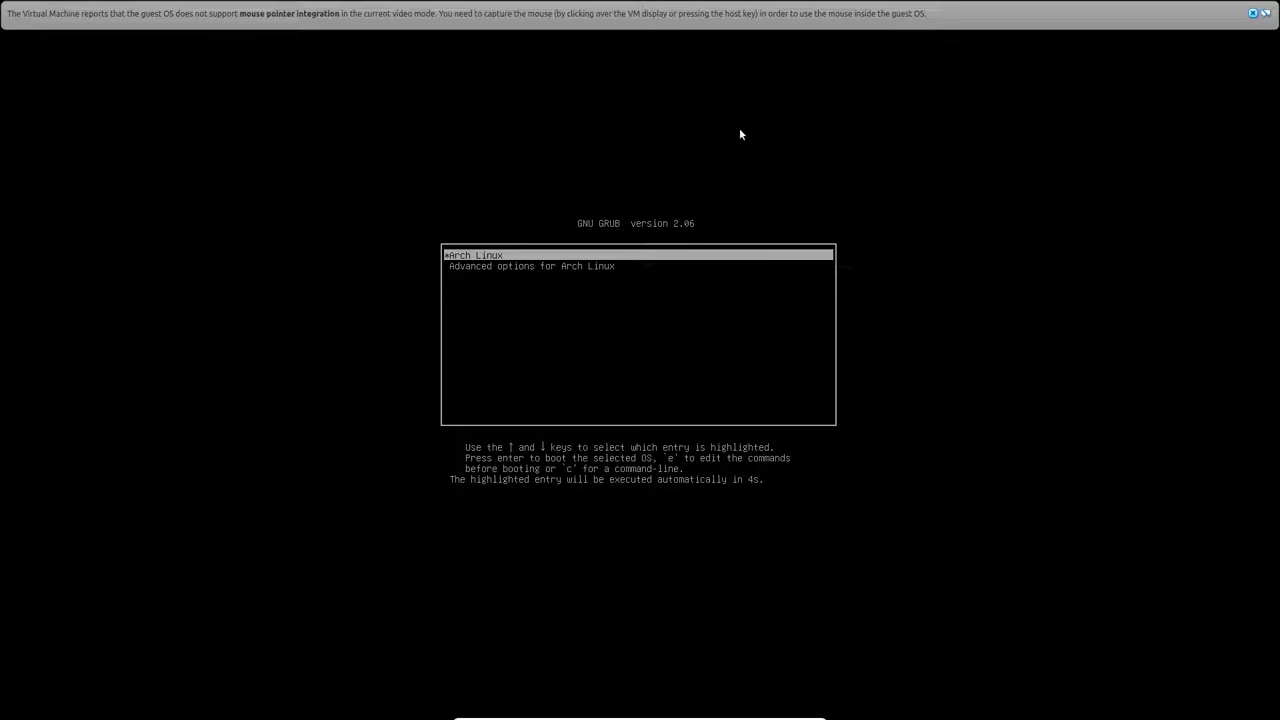 The Virtual Machine reports that the guest OS does not support mouse pointer integration in the current video mode. You need to capture the mouse (by clicking over the VM display or pressing the host key) in order to use the mouse inside the guest OS.
GNU GRUB  version 2.06
*Arch Linux
Advanced options for Arch Linux
Use the ↑ and ↓ keys to select which entry is highlighted.
Press enter to boot the selected OS, `e' to edit the commands
before booting or `c' for a command-line.
The highlighted entry will be executed automatically in 4s.